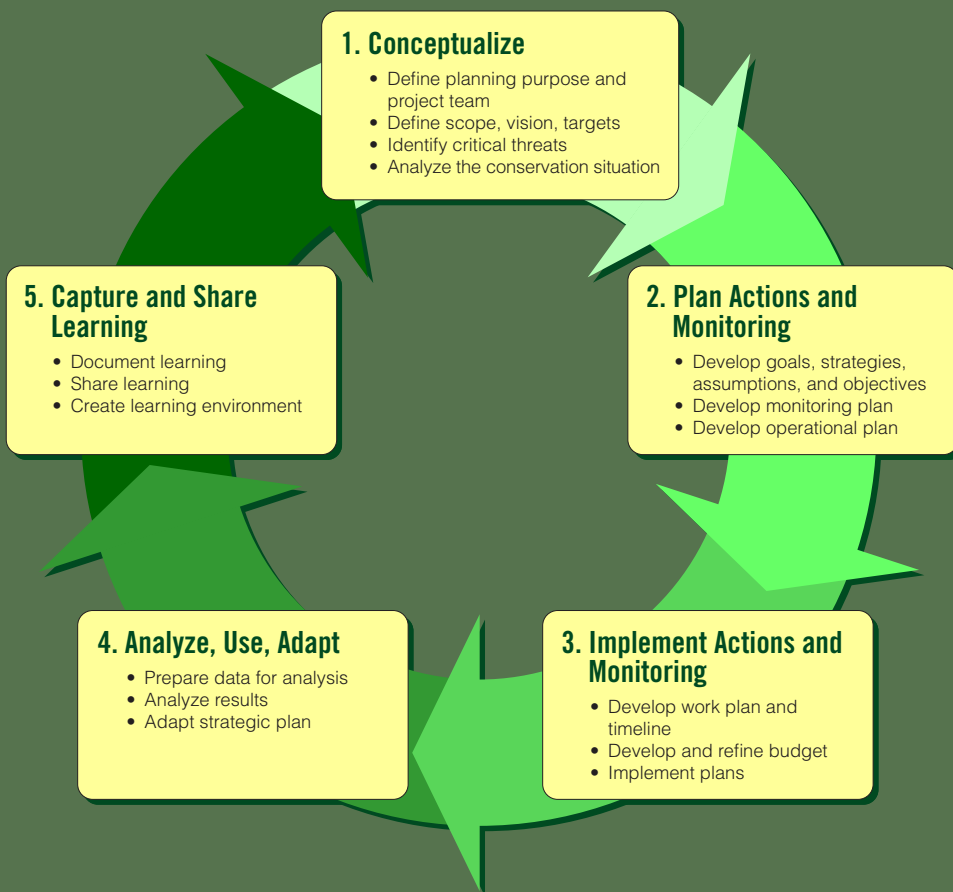 1. Conceptualize
• Define planning purpose and
project team
• Define scope, vision, targets
• Identify critical threats
• Analyze the conservation situation
2. Plan Actions and
Monitoring
• Develop goals, strategies,
assumptions, and objectives
• Develop monitoring plan
• Develop operational plan
3. Implement Actions and
Monitoring
• Develop work plan and
timeline
• Develop and refine budget
• Implement plans
4. Analyze, Use, Adapt
• Prepare data for analysis
• Analyze results
• Adapt strategic plan
5. Capture and Share
Learning
• Document learning
• Share learning
• Create learning environment